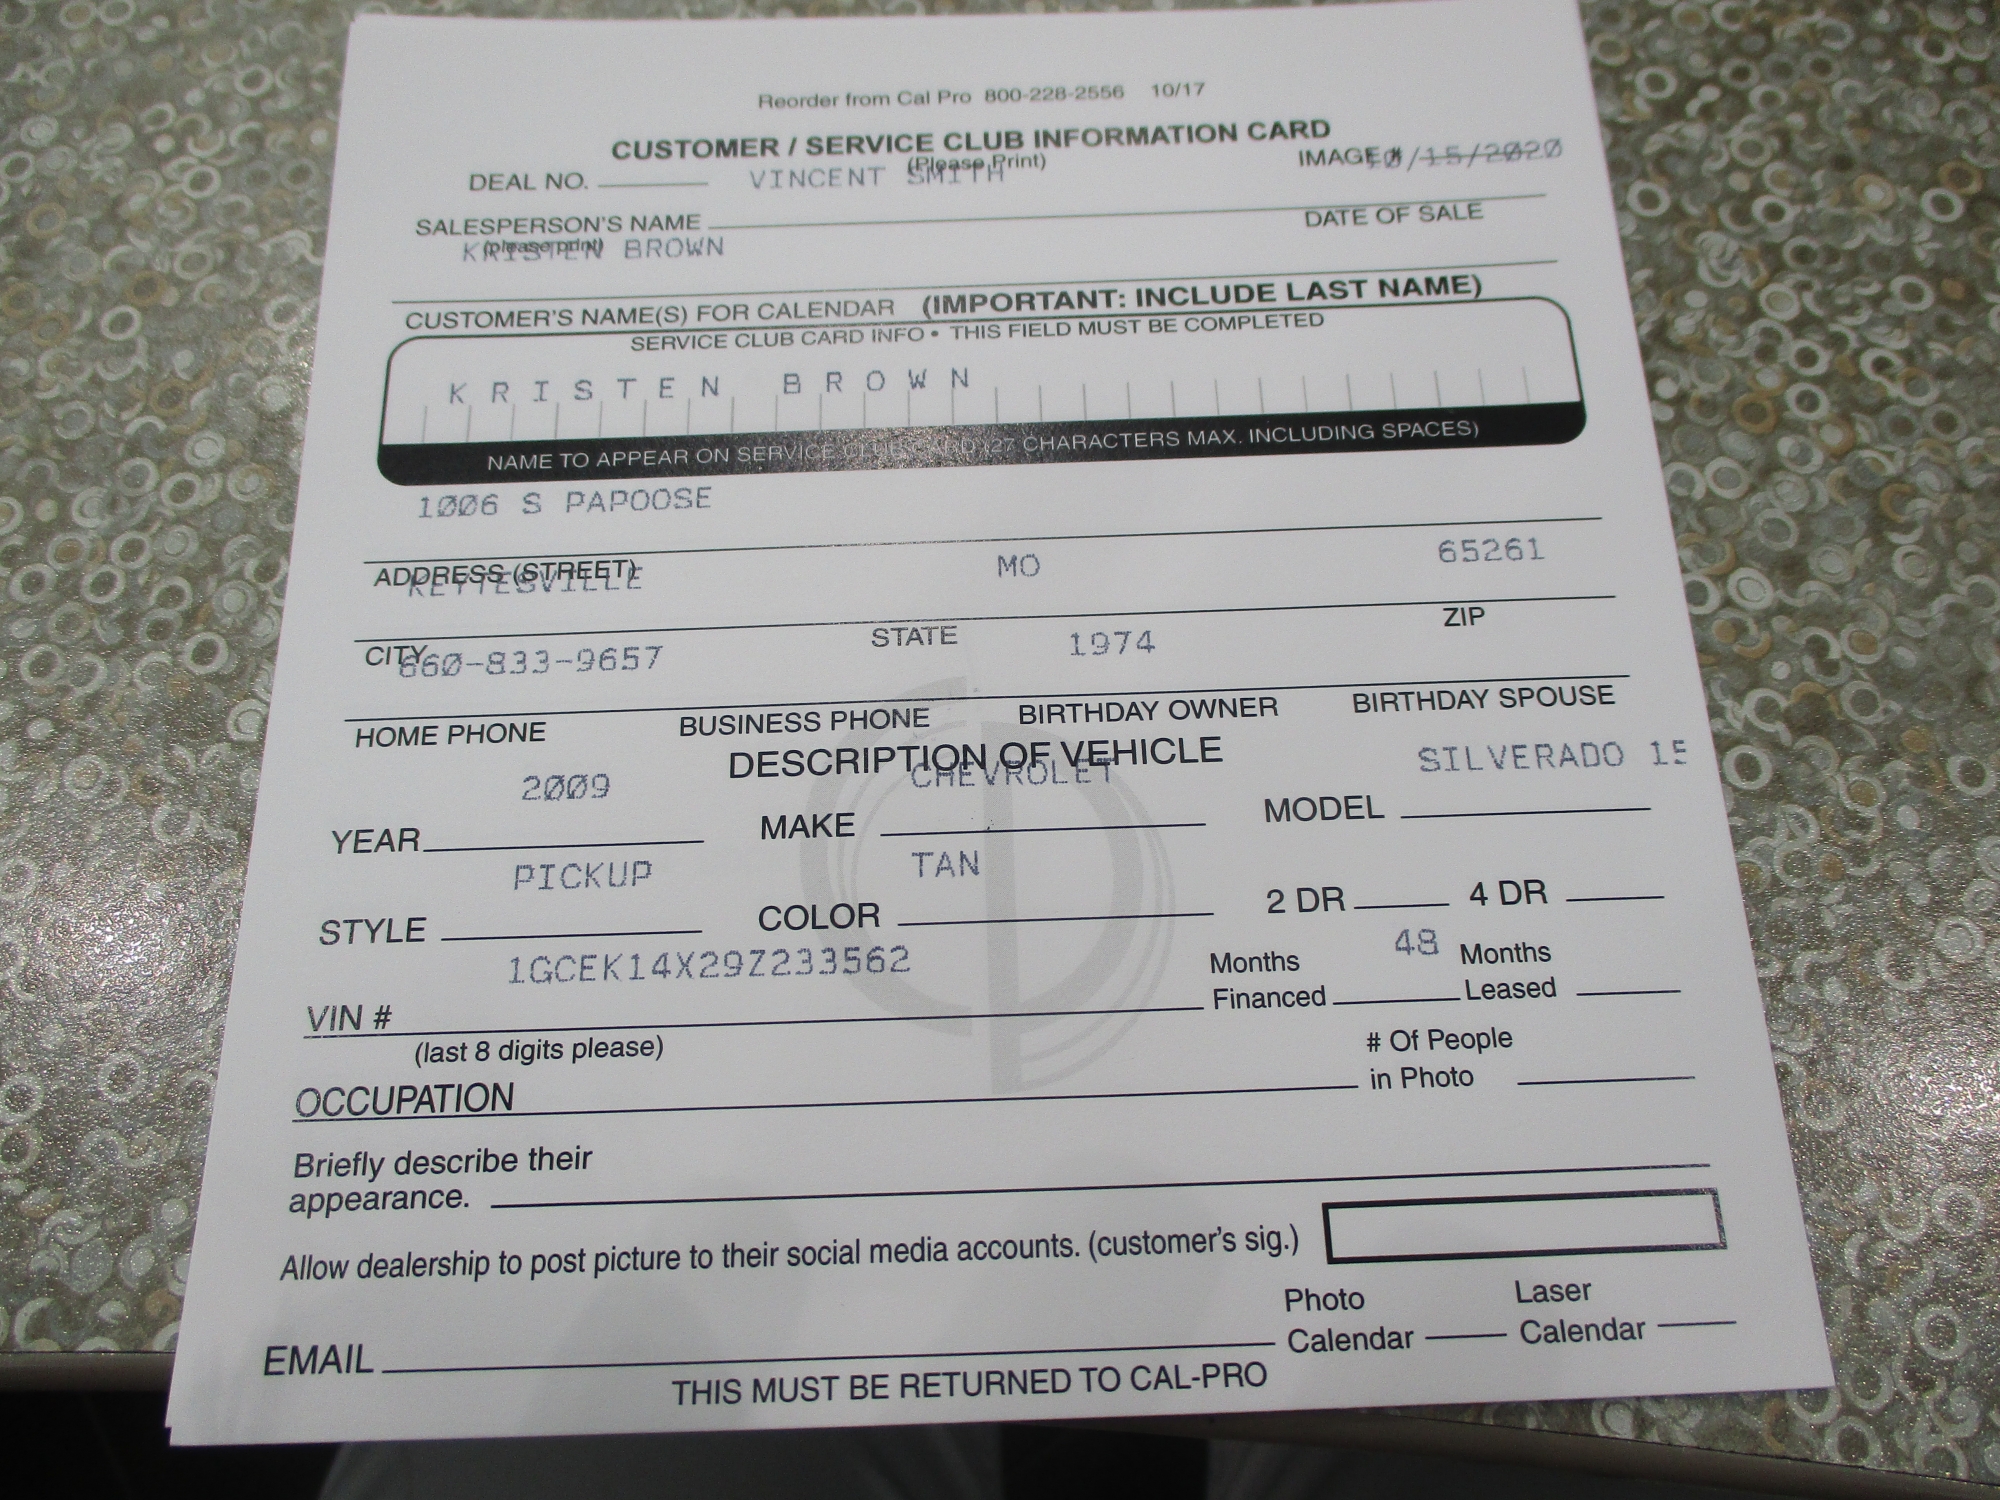 Reorder from Cal Pro 800-228-2556 10/17
CUSTOMER / SERVICE CLUB INFORMATION CARD
(Please Print)
IMAGE # 10/15/2020
DEAL NO. VINCENT SMITH
SALESPERSON'S NAME DATE OF SALE
(please print)
KRISTEN BROWN
CUSTOMER'S NAME(S) FOR CALENDAR (IMPORTANT: INCLUDE LAST NAME)
SERVICE CLUB CARD INFO • THIS FIELD MUST BE COMPLETED
KRISTEN BROWN
NAME TO APPEAR ON SERVICE CLUB CARD (27 CHARACTERS MAX. INCLUDING SPACES)
1006 S PAPOOSE
ADDRESS (STREET)
KEYTESVILLE MO 65261
CITY STATE ZIP
660-833-9657 1974
HOME PHONE BUSINESS PHONE BIRTHDAY OWNER BIRTHDAY SPOUSE
DESCRIPTION OF VEHICLE
2009 CHEVROLET SILVERADO 15
YEAR MAKE MODEL
PICKUP TAN
STYLE COLOR 2 DR 4 DR
1GCEK14X29Z233562 Months Financed 48 Months Leased
VIN #
(last 8 digits please)
# Of People in Photo
OCCUPATION
Briefly describe their
appearance.
Allow dealership to post picture to their social media accounts. (customer's sig.)
Photo Calendar Laser Calendar
EMAIL
THIS MUST BE RETURNED TO CAL-PRO